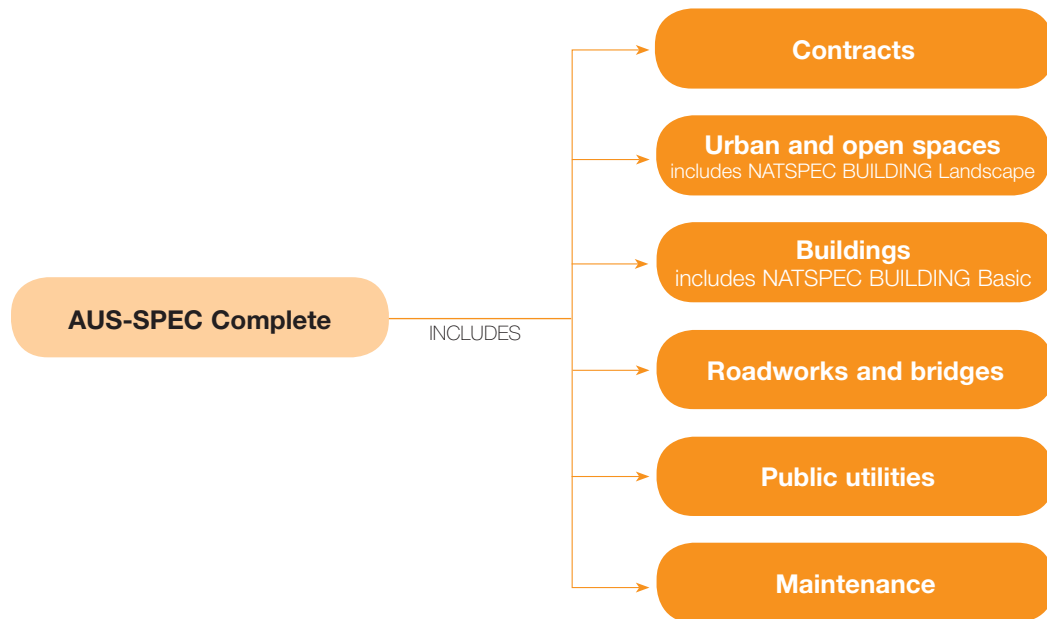 Contracts
Urban and open spaces
includes NATSPEC BUILDING Landscape
Buildings
includes NATSPEC BUILDING Basic
AUS-SPEC Complete
INCLUDES
Roadworks and bridges
Public utilities
Maintenance